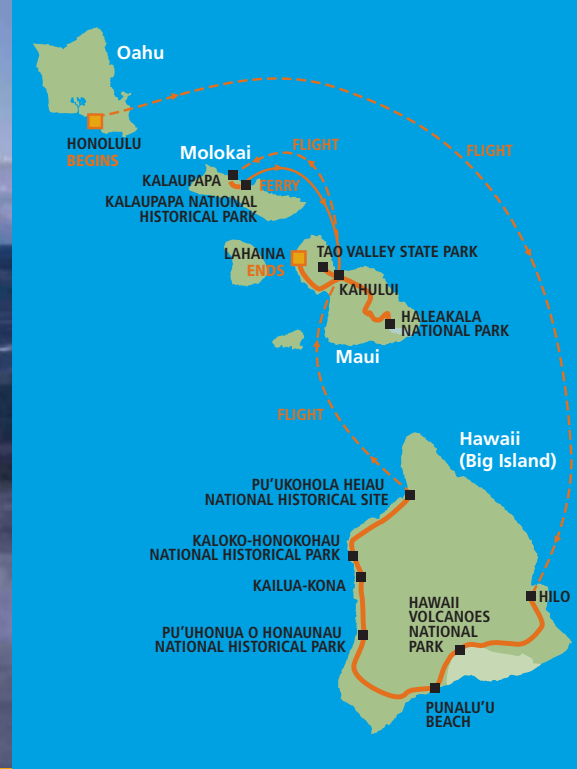 Oahu
HONOLULU
BEGINS
FLIGHT
FLIGHT
Molokai
KALAUPAPA
FERRY
KALAUPAPA NATIONAL
HISTORICAL PARK
LAHAINA
ENDS
TAO VALLEY STATE PARK
KAHULUI
HALEAKALA
NATIONAL PARK
Maui
FLIGHT
Hawaii
(Big Island)
PU'UKOHOLA HEIAU
NATIONAL HISTORICAL SITE
KALOKO-HONOKOHAU
NATIONAL HISTORICAL PARK
KAILUA-KONA
HILO
HAWAII
VOLCANOES
NATIONAL
PARK
PU'UHONUA O HONAUNAU
NATIONAL HISTORICAL PARK
PUNALU'U
BEACH